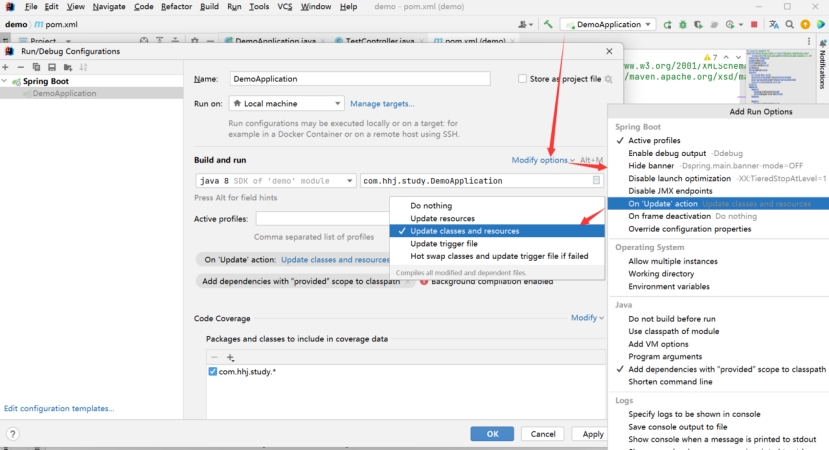 File Edit View Navigate Code Refactor Build Run Tools VCS Window Help demo - pom.xml
demo pom.xml
DemoApplication
Project
DemoApplication.java TestController.java pom.xml (demo)
Run/Debug Configurations
Spring Boot
DemoApplication
Name: DemoApplication
Store as project file
Run on: Local machine
Manage targets...
Run configurations may be executed locally or on a target: for
example in a Docker Container or on a remote host using SSH.
Build and run
Modify options Alt+M
java 8 SDK of 'demo' module
com.hhj.study.DemoApplication
Press Alt for field hints
Active profiles:
Comma separated list of profiles
On 'Update' action: Update classes and resources
Add dependencies with "provided" scope to classpath
Background compilation enabled
Do nothing
Update resources
Update classes and resources
Update trigger file
Hot swap classes and update trigger file if failed
Compiles all modified and dependent files.
Code Coverage
Modify
Packages and classes to include in coverage data
com.hhj.study.*
Edit configuration templates...
?
OK
Cancel
Apply
7
Notifications
Add Run Options
Spring Boot
Active profiles
Enable debug output -Ddebug
Hide banner -Dspring.main.banner-mode=OFF
Disable launch optimization -XX:TieredStopAtLevel=1
Disable JMX endpoints
On 'Update' action Update classes and resources
On frame deactivation Do nothing
Override configuration properties
Operating System
Allow multiple instances
Working directory
Environment variables
Java
Do not build before run
Use classpath of module
Add VM options
Program arguments
Add dependencies with "provided" scope to classpath
Shorten command line
Logs
Specify logs to be shown in console
Save console output to file
Show console when a message is printed to stdout